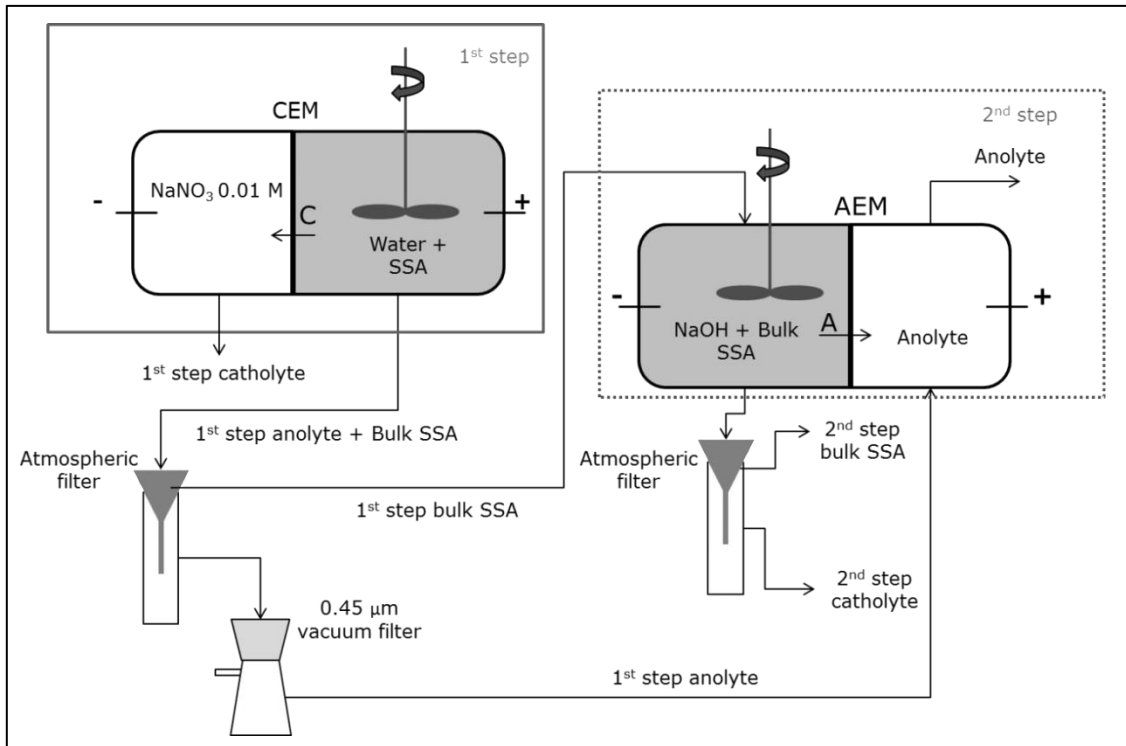 1st step
CEM
NaNO3 0.01 M
-
+
C
Water +
SSA
1st step catholyte
1st step anolyte + Bulk SSA
Atmospheric
filter
1st step bulk SSA
0.45 µm
vacuum filter
1st step anolyte
2nd step
Anolyte
AEM
-
+
NaOH + Bulk
SSA
A
Anolyte
Atmospheric
filter
2nd step
bulk SSA
2nd step
catholyte